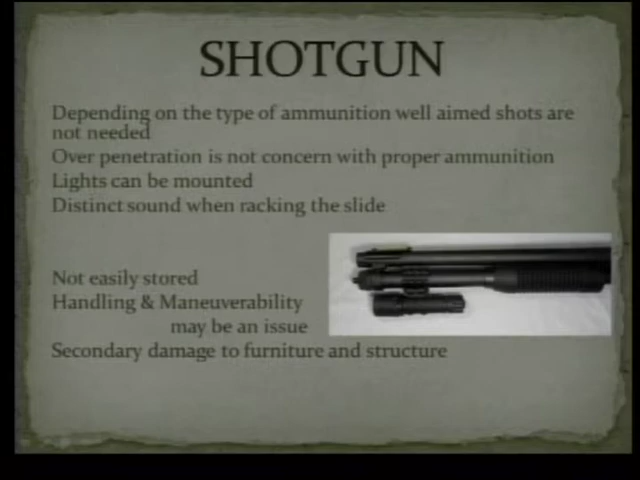 SHOTGUN
Depending on the type of ammunition well aimed shots are
not needed
Over penetration is not concern with proper ammunition
Lights can be mounted
Distinct sound when racking the slide
Not easily stored
Handling & Maneuverability
may be an issue
Secondary damage to furniture and structure